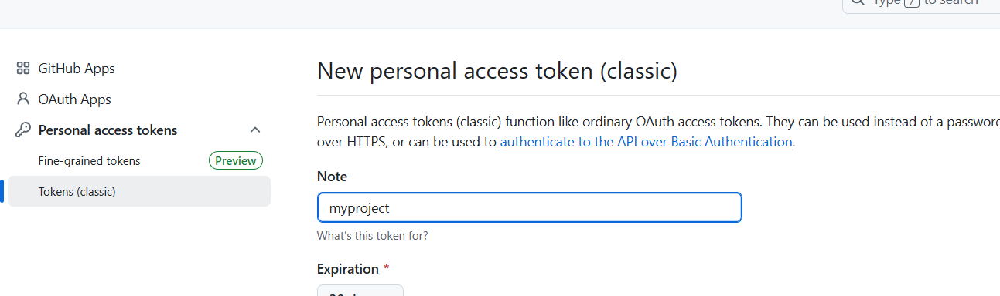 Type / to search
GitHub Apps
OAuth Apps
Personal access tokens
Fine-grained tokens
Preview
Tokens (classic)
New personal access token (classic)
Personal access tokens (classic) function like ordinary OAuth access tokens. They can be used instead of a password
over HTTPS, or can be used to authenticate to the API over Basic Authentication.
Note
myproject
What's this token for?
Expiration *